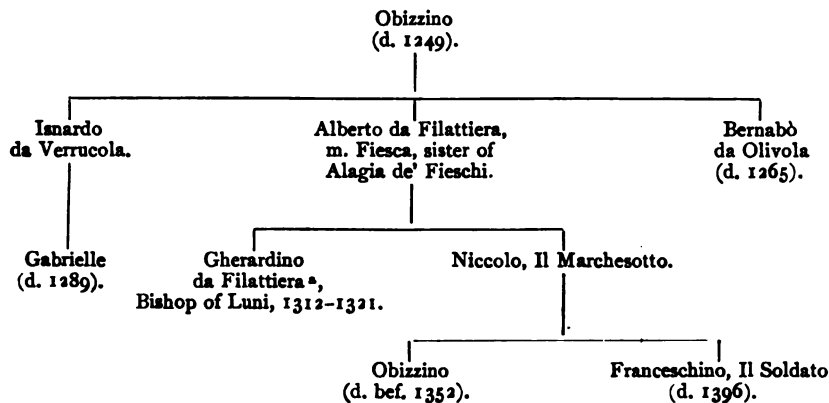 Obizzino
(d. 1249).
Isnardo
da Verrucola.
Alberto da Filattiera,
m. Fiesca, sister of
Alagia de' Fieschi.
Bernabò
da Olivola
(d. 1265).
Gabrielle
(d. 1289).
Gherardino
da Filattiera ª,
Bishop of Luni, 1312–1321.
Niccolo, Il Marchesotto.
Obizzino
(d. bef. 1352).
Franceschino, Il Soldato
(d. 1396).